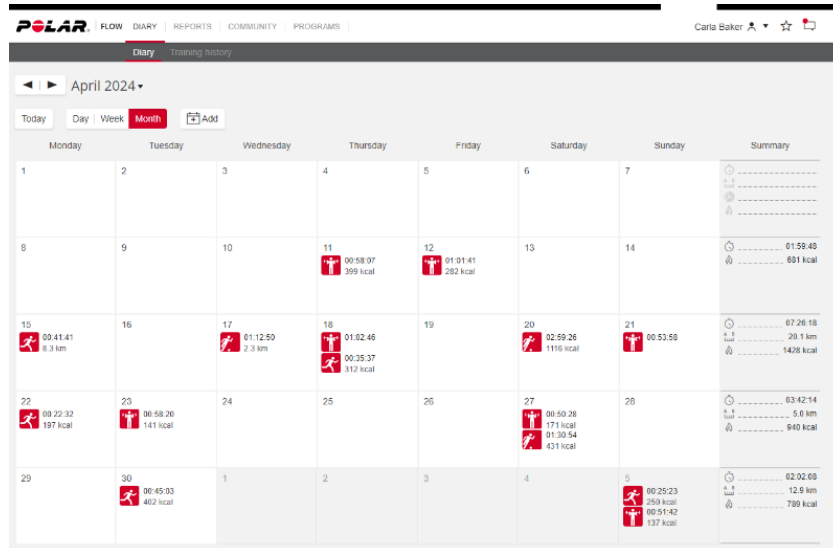 POLAR. FLOW DIARY REPORTS COMMUNITY PROGRAMS Carla Baker
Diary Training history
April 2024
Today Day Week Month Add
Monday Tuesday Wednesday Thursday Friday Saturday Sunday Summary
1 2 3 4 5 6 7
8 9 10 11 12 13 14
00:58:07
399 kcal
01:01:41
282 kcal
01:59:48
681 kcal
15 16 17 18 19 20 21
00:41:41
8.3 km
01:12:50
2.3 km
01:02:46
00:35:37
312 kcal
02:59:26
1116 kcal
00:53:58
07:26:18
20.1 km
1428 kcal
22 23 24 25 26 27 28
00:22:32
197 kcal
00:58:20
141 kcal
00:50:28
171 kcal
01:30:54
431 kcal
03:42:14
5.0 km
940 kcal
29 30 1 2 3 4 5
00:45:03
402 kcal
00:25:23
250 kcal
00:51:42
137 kcal
02:02:08
12.9 km
789 kcal